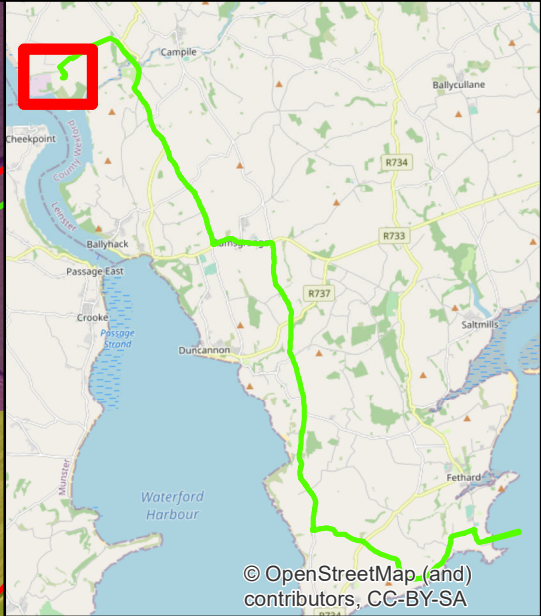 Campile
Ballycullane
Cheekpoint
County Wexford
R734
Leinster
R733
Ballyhack
Passage East
R737
Crooke
Saltmills
Passage
Strand
Duncannon
Fethard
Munster
Waterford
Harbour
© OpenStreetMap (and)
contributors, CC-BY-SA
R734